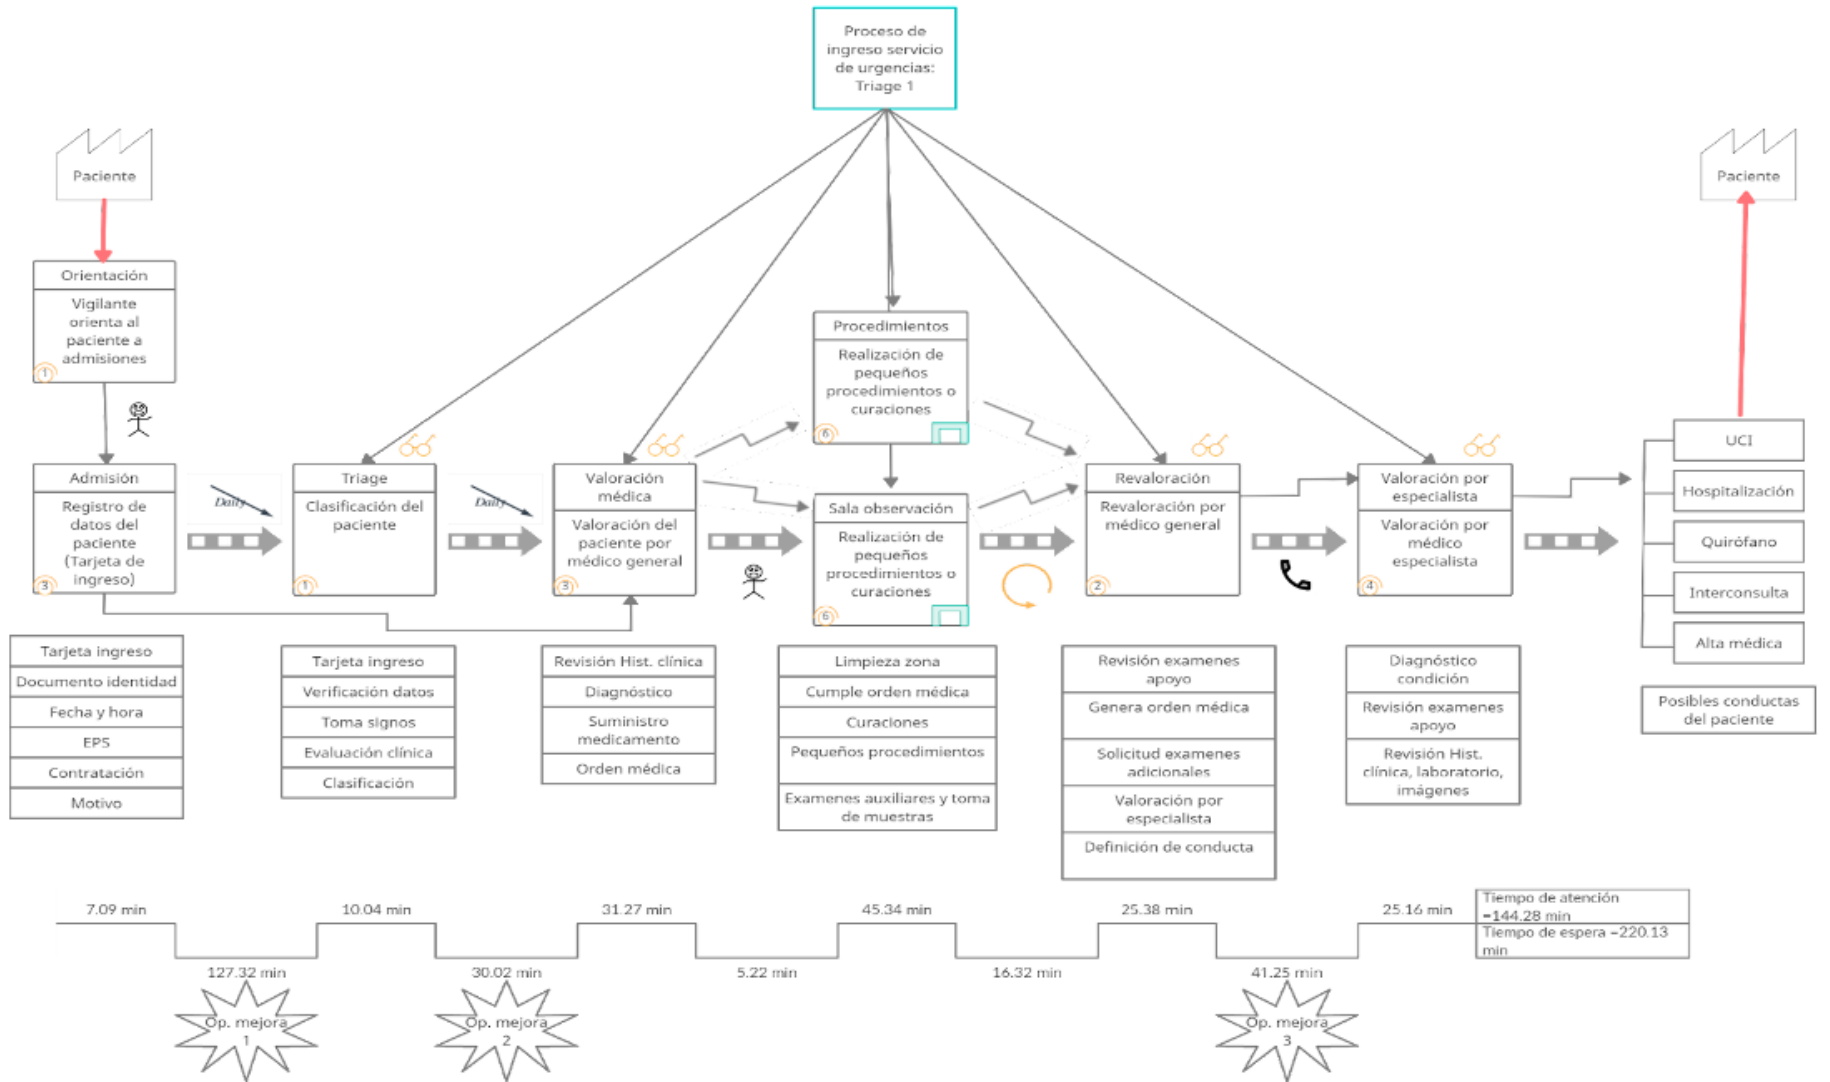 Proceso de
ingreso servicio
de urgencias:
Triage 1
Paciente
Paciente
Orientación
Vigilante
orienta al
paciente a
admisiones
1
Procedimientos
Realización de
pequeños
procedimientos o
curaciones
6
Admisión
Registro de
datos del
paciente
(Tarjeta de
ingreso)
3
Daily
Triage
Clasificación del
paciente
1
Daily
Valoración
médica
Valoración del
paciente por
médico general
3
Sala observación
Realización de
pequeños
procedimientos o
curaciones
6
Revaloración
Revaloración por
médico general
2
Valoración por
especialista
Valoración por
médico
especialista
4
UCI
Hospitalización
Quirófano
Interconsulta
Alta médica
Posibles conductas
del paciente
Tarjeta ingreso
Documento identidad
Fecha y hora
EPS
Contratación
Motivo
Tarjeta ingreso
Verificación datos
Toma signos
Evaluación clínica
Clasificación
Revisión Hist. clínica
Diagnóstico
Suministro
medicamento
Orden médica
Limpieza zona
Cumple orden médica
Curaciones
Pequeños procedimientos
Examenes auxiliares y toma
de muestras
Revisión examenes
apoyo
Genera orden médica
Solicitud examenes
adicionales
Valoración por
especialista
Definición de conducta
Diagnóstico
condición
Revisión examenes
apoyo
Revisión Hist.
clínica, laboratorio,
imágenes
7.09 min
10.04 min
31.27 min
45.34 min
25.38 min
25.16 min
Tiempo de atención
=144.28 min
Tiempo de espera =220.13
min
127.32 min
30.02 min
5.22 min
16.32 min
41.25 min
Op. mejora
1
Op. mejora
2
Op. mejora
3